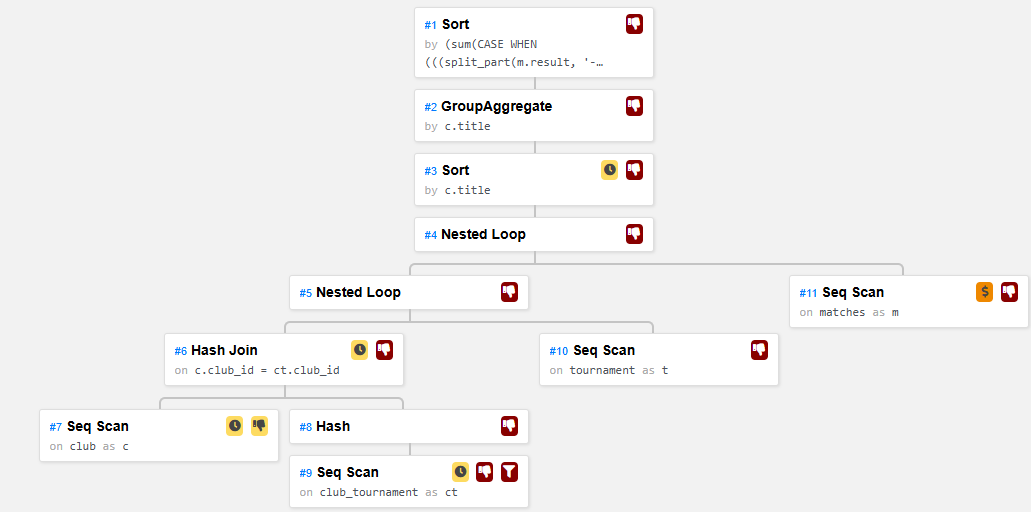 #1 Sort
by (sum(CASE WHEN
(((split_part(m.result, '-…
#2 GroupAggregate
by c.title
#3 Sort
by c.title
#4 Nested Loop
#5 Nested Loop
#11 Seq Scan $
on matches as m
#6 Hash Join
on c.club_id = ct.club_id
#10 Seq Scan
on tournament as t
#7 Seq Scan
on club as c
#8 Hash
#9 Seq Scan
on club_tournament as ct